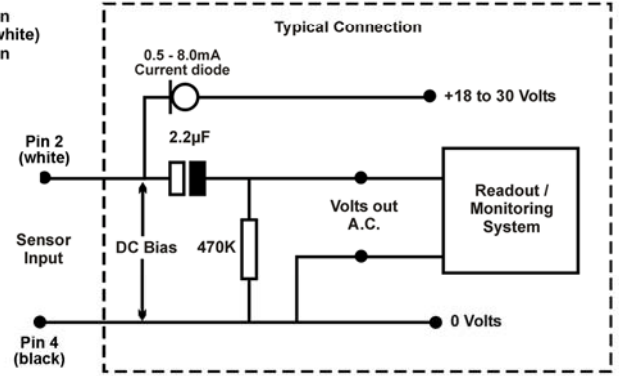 n
white)
n
Typical Connection
0.5 - 8.0mA
Current diode
+18 to 30 Volts
2.2µF
Pin 2
(white)
Readout /
Monitoring
System
Volts out
A.C.
Sensor
Input
DC Bias
470K
0 Volts
Pin 4
(black)